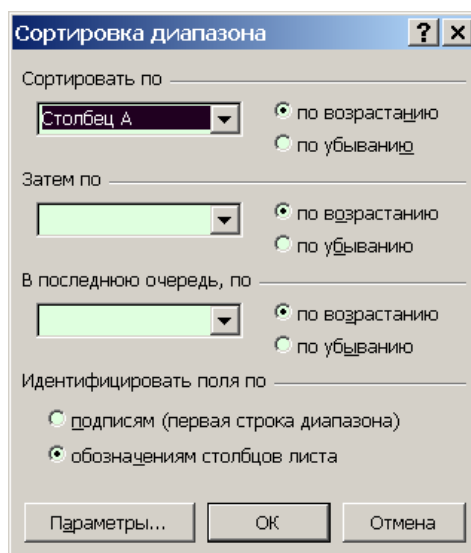 Сортировка диапазона
Сортировать по
Столбец A
по возрастанию
по убыванию
Затем по
по возрастанию
по убыванию
В последнюю очередь, по
по возрастанию
по убыванию
Идентифицировать поля по
подписям (первая строка диапазона)
обозначениям столбцов листа
Параметры... ОК Отмена